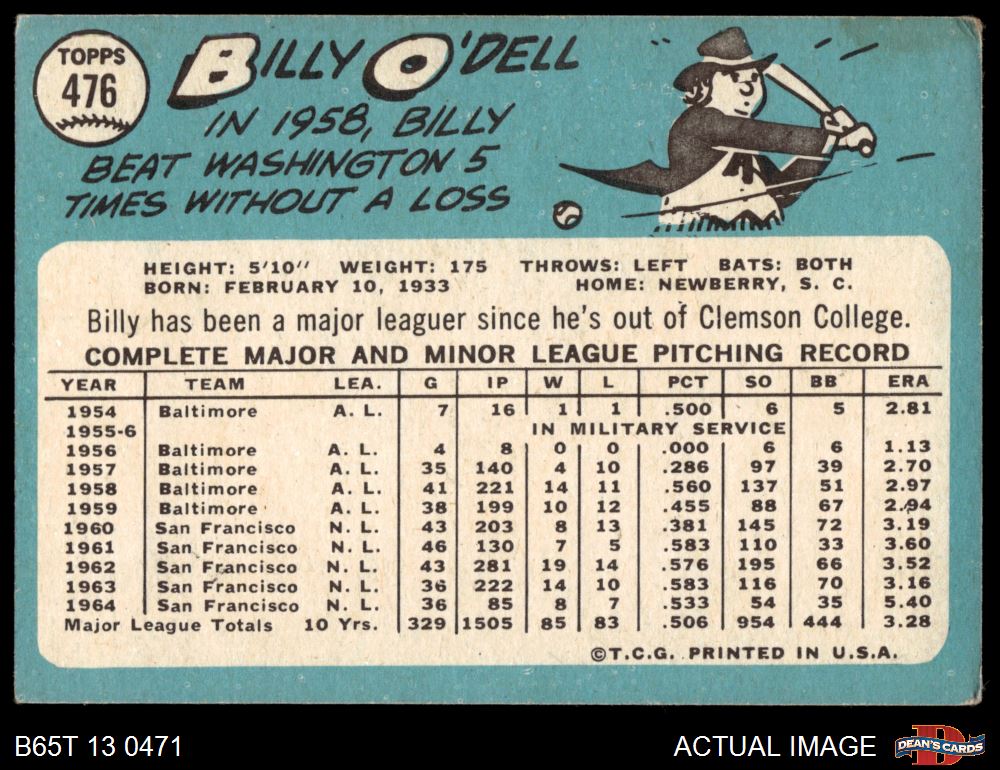 TOPPS
476
BILLY O'DELL
IN 1958, BILLY
BEAT WASHINGTON 5
TIMES WITHOUT A LOSS
HEIGHT: 5'10" WEIGHT: 175 THROWS: LEFT BATS: BOTH
BORN: FEBRUARY 10, 1933 HOME: NEWBERRY, S. C.
Billy has been a major leaguer since he's out of Clemson College.
COMPLETE MAJOR AND MINOR LEAGUE PITCHING RECORD
YEAR TEAM LEA. G IP W L PCT SO BB ERA
1954 Baltimore A. L. 7 16 1 1 .500 6 5 2.81
1955-6 IN MILITARY SERVICE
1956 Baltimore A. L. 4 8 0 0 .000 6 6 1.13
1957 Baltimore A. L. 35 140 4 10 .286 97 39 2.70
1958 Baltimore A. L. 41 221 14 11 .560 137 51 2.97
1959 Baltimore A. L. 38 199 10 12 .455 88 67 2.94
1960 San Francisco N. L. 43 203 8 13 .381 145 72 3.19
1961 San Francisco N. L. 46 130 7 5 .583 110 33 3.60
1962 San Francisco N. L. 43 281 19 14 .576 195 66 3.52
1963 San Francisco N. L. 36 222 14 10 .583 116 70 3.16
1964 San Francisco N. L. 36 85 8 7 .533 54 35 5.40
Major League Totals 10 Yrs. 329 1505 85 83 .506 954 444 3.28
©T.C.G. PRINTED IN U.S.A.
B65T 13 0471
ACTUAL IMAGE
DEAN'S CARDS